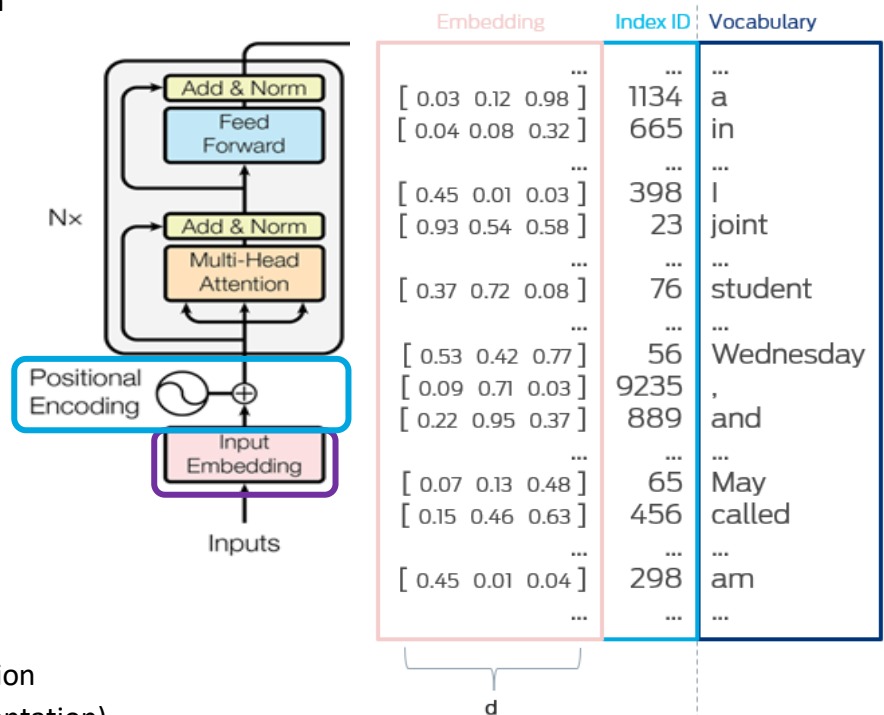 Add & Norm
Feed
Forward
Nx
Add & Norm
Multi-Head
Attention
Positional
Encoding
Input
Embedding
Inputs
Embedding Index ID Vocabulary
... ... ...
[ 0.03 0.12 0.98 ] 1134 a
[ 0.04 0.08 0.32 ] 665 in
... ... ...
[ 0.45 0.01 0.03 ] 398 I
[ 0.93 0.54 0.58 ] 23 joint
... ... ...
[ 0.37 0.72 0.08 ] 76 student
... ... ...
[ 0.53 0.42 0.77 ] 56 Wednesday
[ 0.09 0.71 0.03 ] 9235 ,
[ 0.22 0.95 0.37 ] 889 and
... ... ...
[ 0.07 0.13 0.48 ] 65 May
[ 0.15 0.46 0.63 ] 456 called
... ... ...
[ 0.45 0.01 0.04 ] 298 am
... ... ...
d
ion